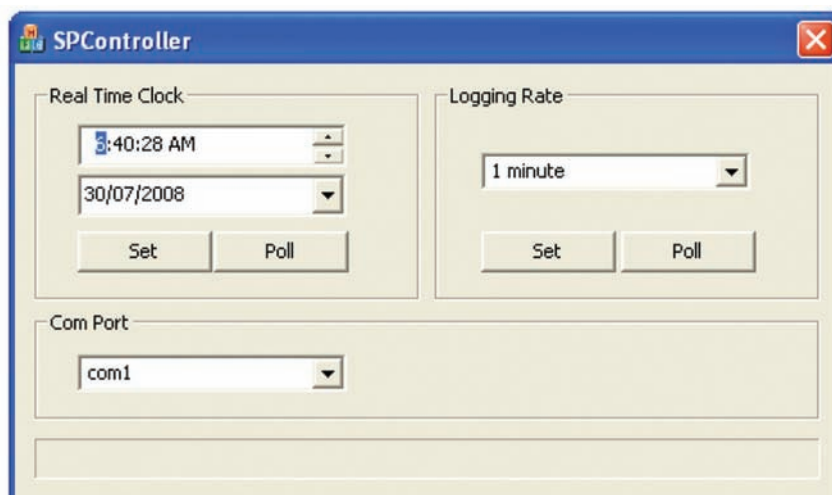 SPController
Real Time Clock
:40:28 AM
30/07/2008
Set Poll
Logging Rate
1 minute
Set Poll
Com Port
com1